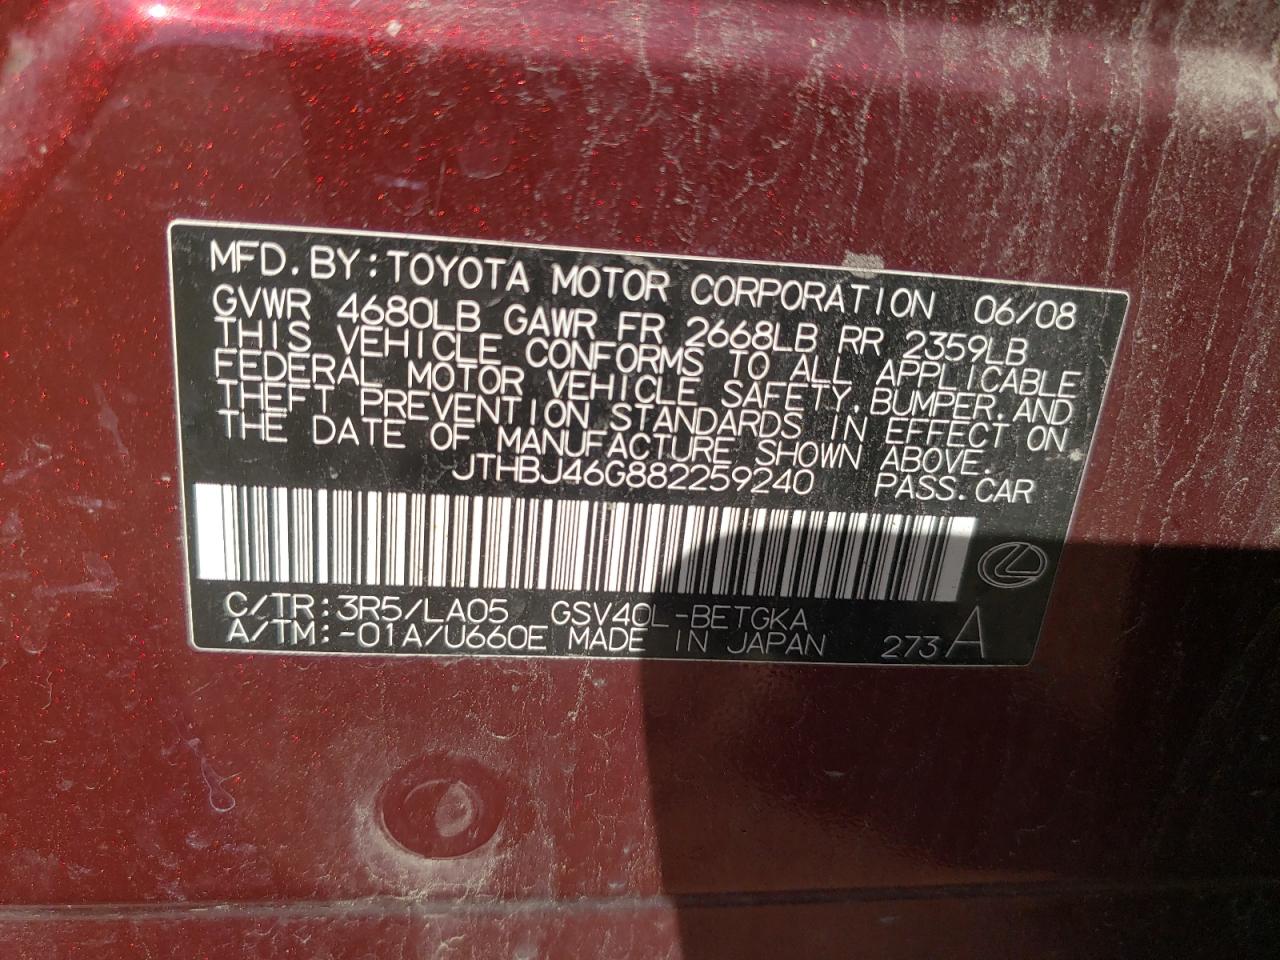 MFD. BY: TOYOTA MOTOR CORPORATION 06/08
GVWR 4680LB GAWR FR 2668LB RR 2359LB
THIS VEHICLE CONFORMS TO ALL APPLICABLE
FEDERAL MOTOR VEHICLE SAFETY, BUMPER, AND
THEFT PREVENTION STANDARDS IN EFFECT ON
THE DATE OF MANUFACTURE SHOWN ABOVE.
JTHBJ46G882259240 PASS. CAR
C/TR: 3R5/LA05 GSV40L-BETGKA
A/TM: -01A/U660E MADE IN JAPAN 273 A